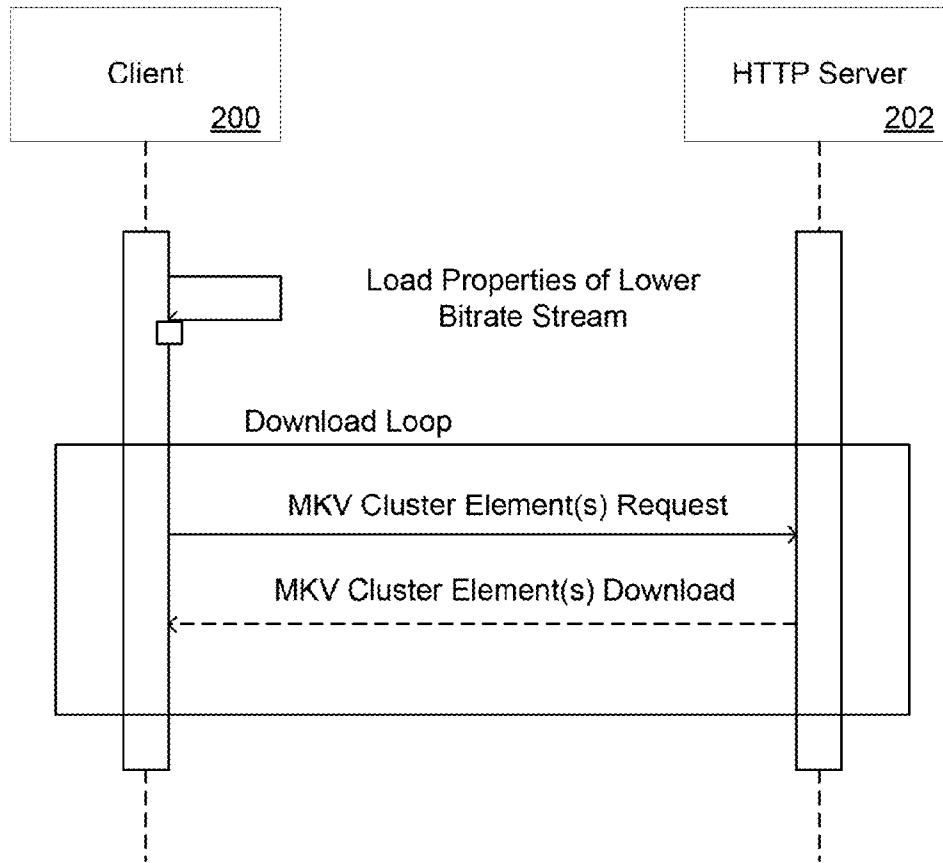 Client
200
HTTP Server
202
Load Properties of Lower
Bitrate Stream
Download Loop
MKV Cluster Element(s) Request
MKV Cluster Element(s) Download